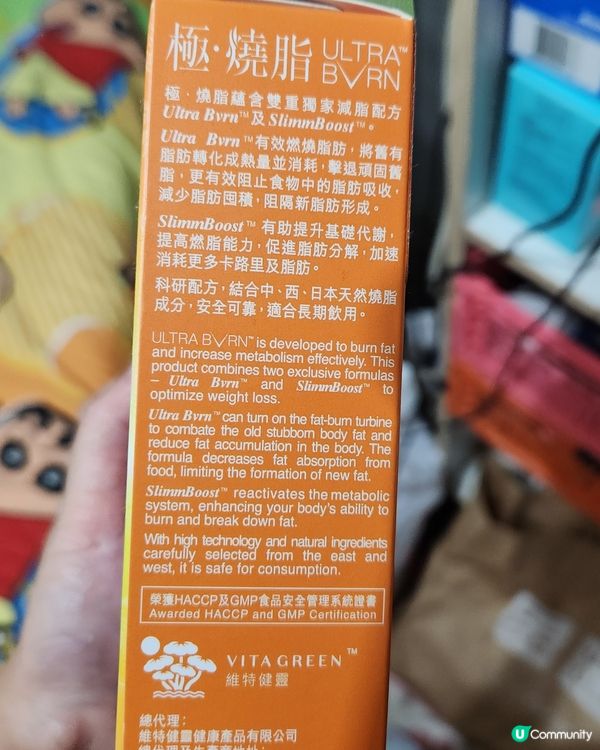 極·燒脂 ULTRA™ BVRN
極·燒脂蘊含雙重獨家減脂配方
Ultra Bvrn™及SlimmBoost™。
Ultra Bvrn™有效燃燒脂肪，將舊有
脂肪轉化成熱量並消耗，擊退頑固舊
脂，更有效阻止食物中的脂肪吸收，
減少脂肪囤積，阻隔新脂肪形成。
SlimmBoost™有助提升基礎代謝，
提高燃脂能力，促進脂肪分解，加速
消耗更多卡路里及脂肪。
科研配方，結合中、西、日本天然燒脂
成分，安全可靠，適合長期飲用。
ULTRA BVRN™ is developed to burn fat
and increase metabolism effectively. This
product combines two exclusive formulas
– Ultra Bvrn™ and SlimmBoost™ to
optimize weight loss.
Ultra Bvrn™ can turn on the fat-burn turbine
to combate the old stubborn body fat and
reduce fat accumulation in the body. The
formula decreases fat absorption from
food, limiting the formation of new fat.
SlimmBoost™ reactivates the metabolic
system, enhancing your body's ability to
burn and break down fat.
With high technology and natural ingredients
carefully selected from the east and
west, it is safe for consumption.
榮獲HACCP及GMP食品安全管理系統證書
Awarded HACCP and GMP Certification
VITAGREEN™
維特健靈
總代理：
維特健靈健康產品有限公司
U Community